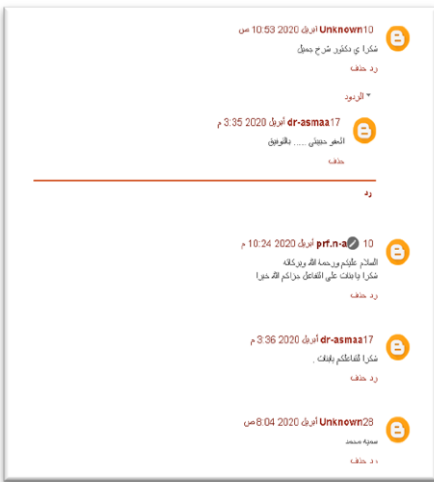 Unknown10 أبريل 2020 10:53 ص
شكرا ي دكتور شرح جميل
رد حذف
الردود
dr-asmaa17 أبريل 2020 3:35 م
العفو حبيبتي ..... بالتوفيق
حذف
رد
prf.n-a 10 أبريل 2020 10:24 م
السلام عليكم ورحمة الله وبركاته
شكرا يابنات على التفاعل جزاكم الله خيرا
رد حذف
dr-asmaa17 أبريل 2020 3:36 م
شكرا لتفاعلكم يابنات .
رد حذف
Unknown28 أبريل 2020 8:04 ص
سميه محمد
رد حذف